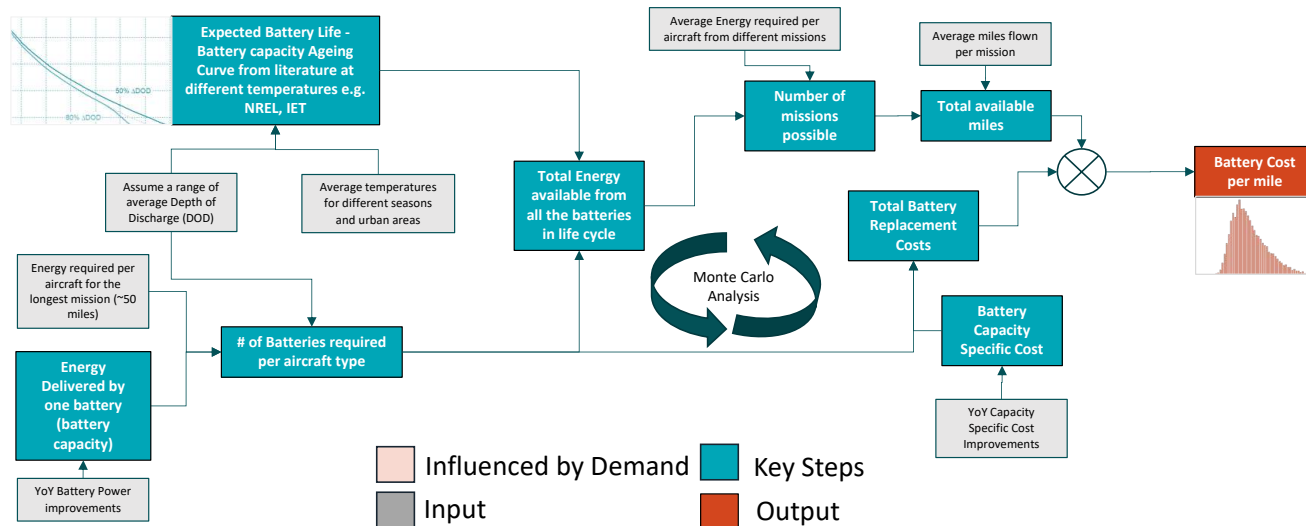 Expected Battery Life -
Battery capacity Ageing
Curve from literature at
different temperatures e.g.
NREL, IET
50% ΔDOD
80% ΔDOD
Average Energy required per
aircraft from different missions
Average miles flown
per mission
Number of
missions
possible
Total available
miles
Assume a range of
average Depth of
Discharge (DOD)
Average temperatures
for different seasons
and urban areas
Total Energy
available from
all the batteries
in life cycle
Total Battery
Replacement
Costs
Battery Cost
per mile
Energy required per
aircraft for the
longest mission (~50
miles)
Monte Carlo
Analysis
# of Batteries required
per aircraft type
Battery
Capacity
Specific Cost
Energy
Delivered by
one battery
(battery
capacity)
YoY Capacity
Specific Cost
Improvements
YoY Battery Power
improvements
Influenced by Demand
Key Steps
Input
Output